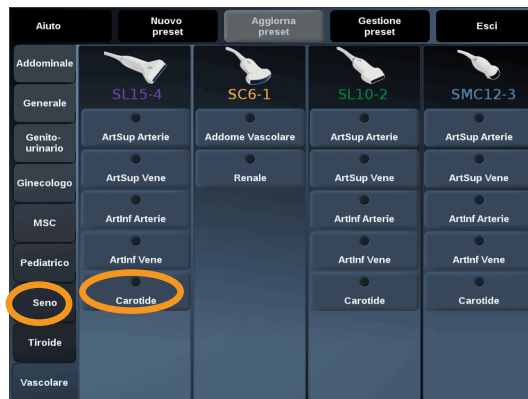 Aiuto
Nuovo
preset
Aggiorna
preset
Gestione
preset
Esci
Addominale
Generale
Genito-
urinario
Ginecologo
MSC
Pediatrico
Seno
Tiroide
Vascolare
SL15-4
SC6-1
SL10-2
SMC12-3
ArtSup Arterie
Addome Vascolare
ArtSup Arterie
ArtSup Arterie
ArtSup Vene
Renale
ArtSup Vene
ArtSup Vene
ArtInf Arterie
ArtInf Arterie
ArtInf Arterie
ArtInf Vene
ArtInf Vene
ArtInf Vene
Carotide
Carotide
Carotide